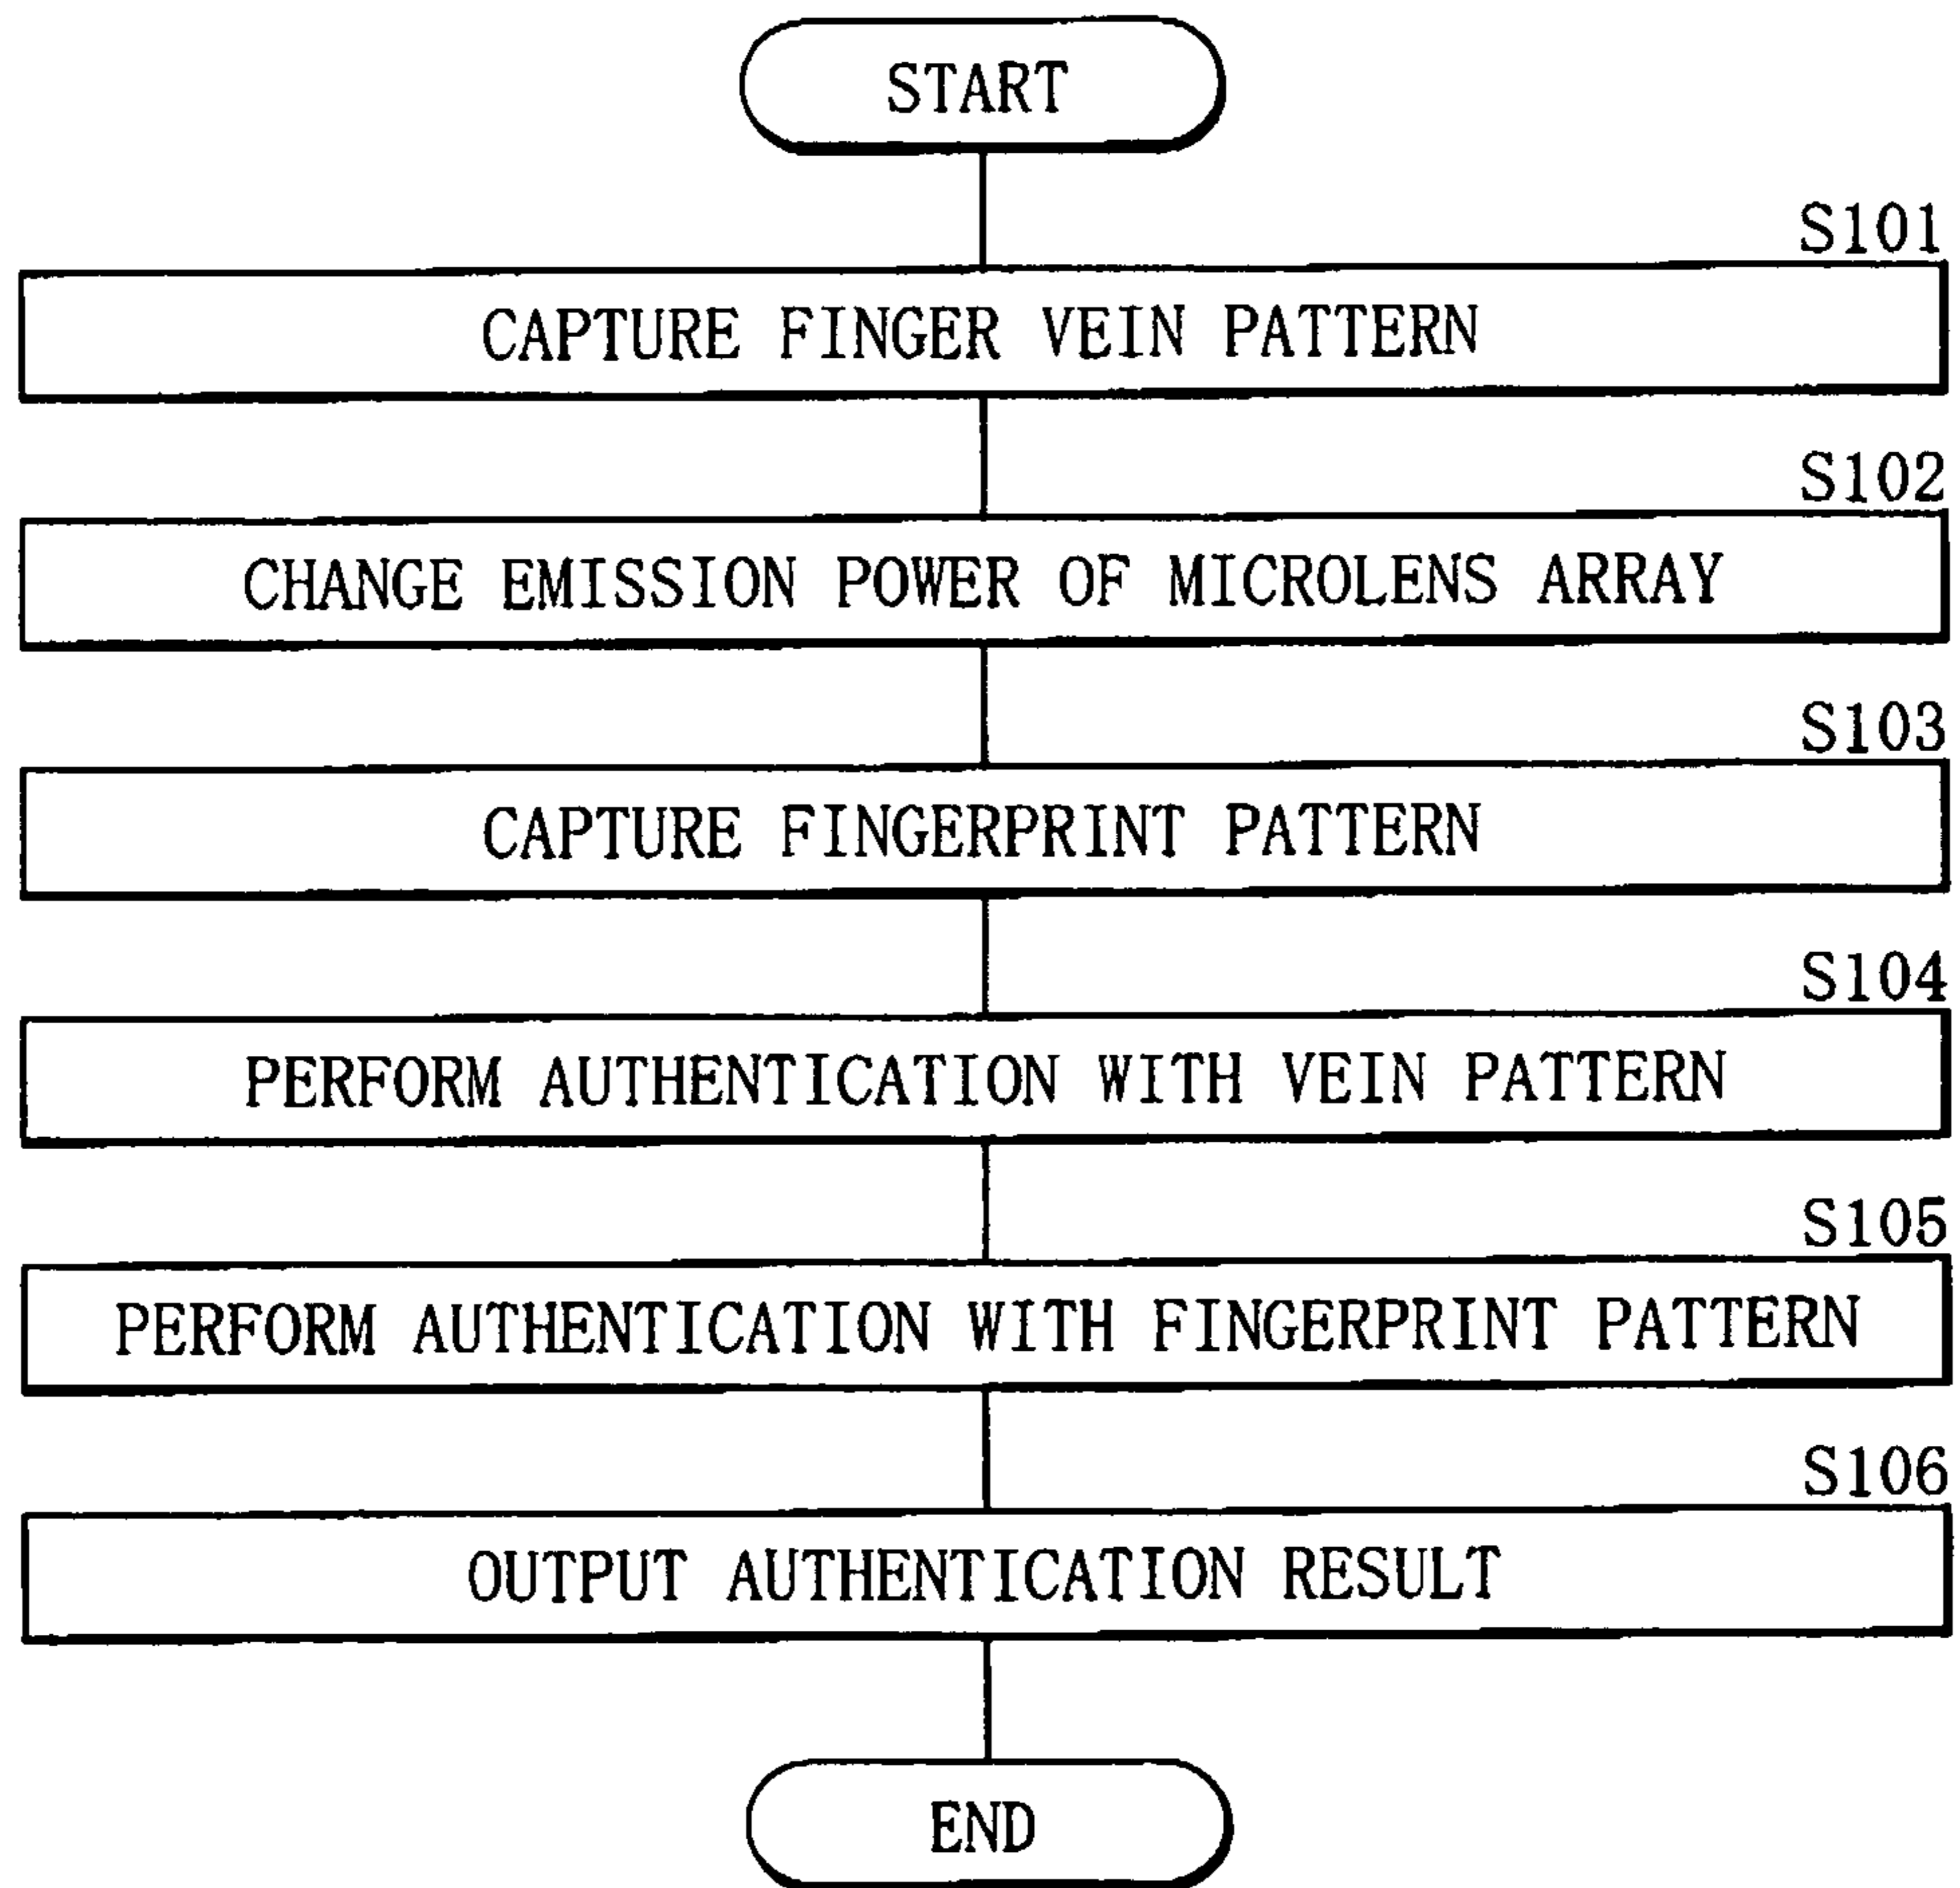 START
S101
CAPTURE FINGER VEIN PATTERN
S102
CHANGE EMISSION POWER OF MICROLENS ARRAY
S103
CAPTURE FINGERPRINT PATTERN
S104
PERFORM AUTHENTICATION WITH VEIN PATTERN
S105
PERFORM AUTHENTICATION WITH FINGERPRINT PATTERN
S106
OUTPUT AUTHENTICATION RESULT
END